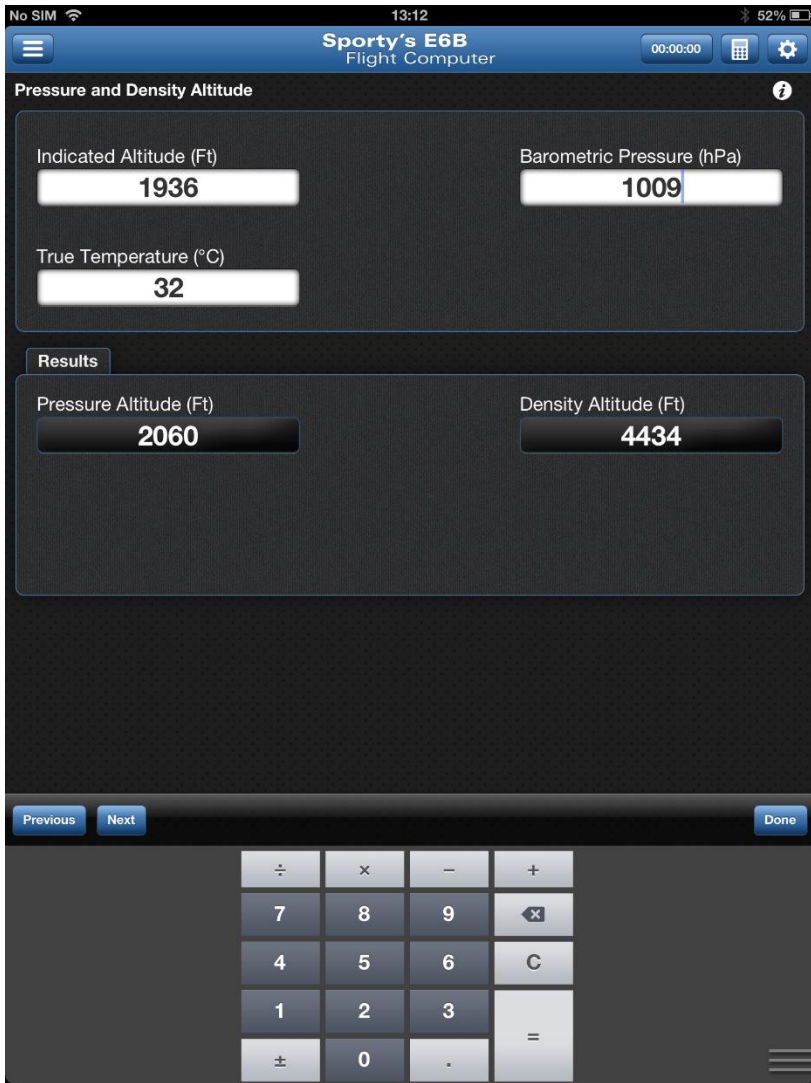 No SIM 13:12 52%
Sporty's E6B
Flight Computer
00:00:00
Pressure and Density Altitude
i
Indicated Altitude (Ft) Barometric Pressure (hPa)
1936 1009
True Temperature (°C)
32
Results
Pressure Altitude (Ft) Density Altitude (Ft)
2060 4434
Previous Next Done
÷ × − +
7 8 9
4 5 6 C
1 2 3
=
± 0 .